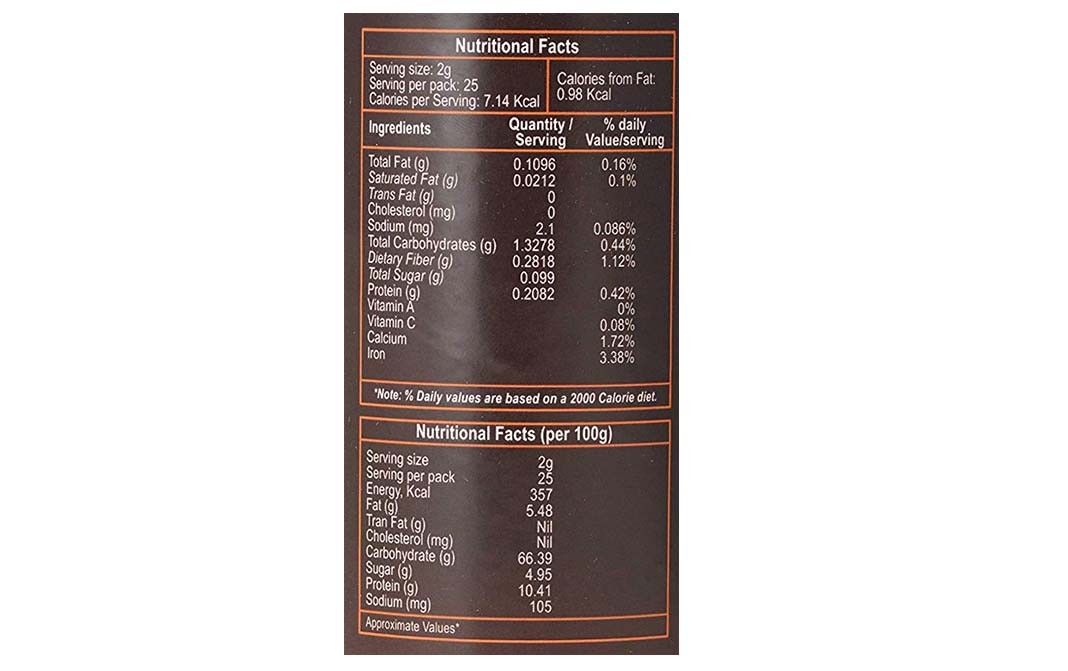 Nutritional Facts
Serving size: 2g
Serving per pack: 25
Calories per Serving: 7.14 Kcal
Calories from Fat:
0.98 Kcal
Ingredients Quantity / Serving % daily Value/serving
Total Fat (g) 0.1096 0.16%
Saturated Fat (g) 0.0212 0.1%
Trans Fat (g) 0
Cholesterol (mg) 0
Sodium (mg) 2.1 0.086%
Total Carbohydrates (g) 1.3278 0.44%
Dietary Fiber (g) 0.2818 1.12%
Total Sugar (g) 0.099
Protein (g) 0.2082 0.42%
Vitamin A 0%
Vitamin C 0.08%
Calcium 1.72%
Iron 3.38%
*Note: % Daily values are based on a 2000 Calorie diet.
Nutritional Facts (per 100g)
Serving size 2g
Serving per pack 25
Energy, Kcal 357
Fat (g) 5.48
Tran Fat (g) Nil
Cholesterol (mg) Nil
Carbohydrate (g) 66.39
Sugar (g) 4.95
Protein (g) 10.41
Sodium (mg) 105
Approximate Values*